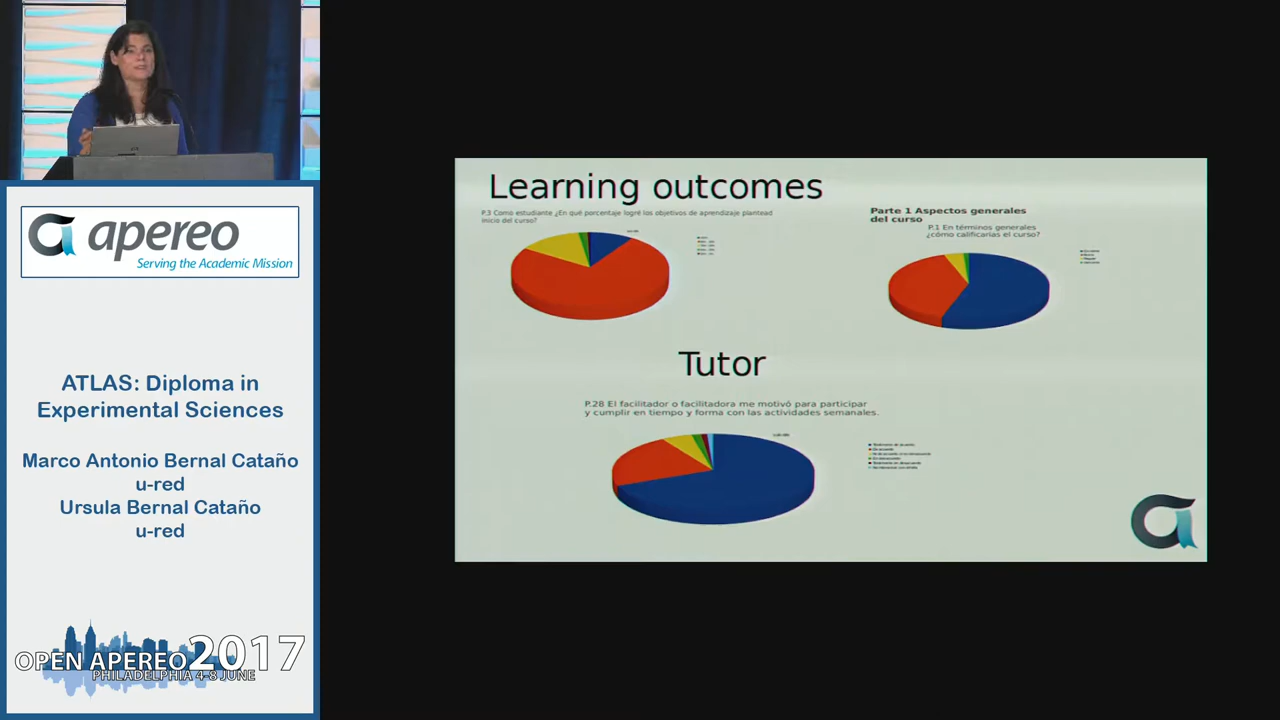 apereo
Serving the Academic Mission
ATLAS: Diploma in
Experimental Sciences
Marco Antonio Bernal Cataño
u-red
Ursula Bernal Cataño
u-red
OPEN APEREO 2017
PHILADELPHIA 4-8 JUNE
Learning outcomes
P.3 Como estudiante ¿En qué porcentaje logré los objetivos de aprendizaje plantead
inicio del curso?
Parte 1 Aspectos generales
del curso
P.1 En términos generales
¿cómo calificarías el curso?
Tutor
P.28 El facilitador o facilitadora me motivó para participar
y cumplir en tiempo y forma con las actividades semanales.